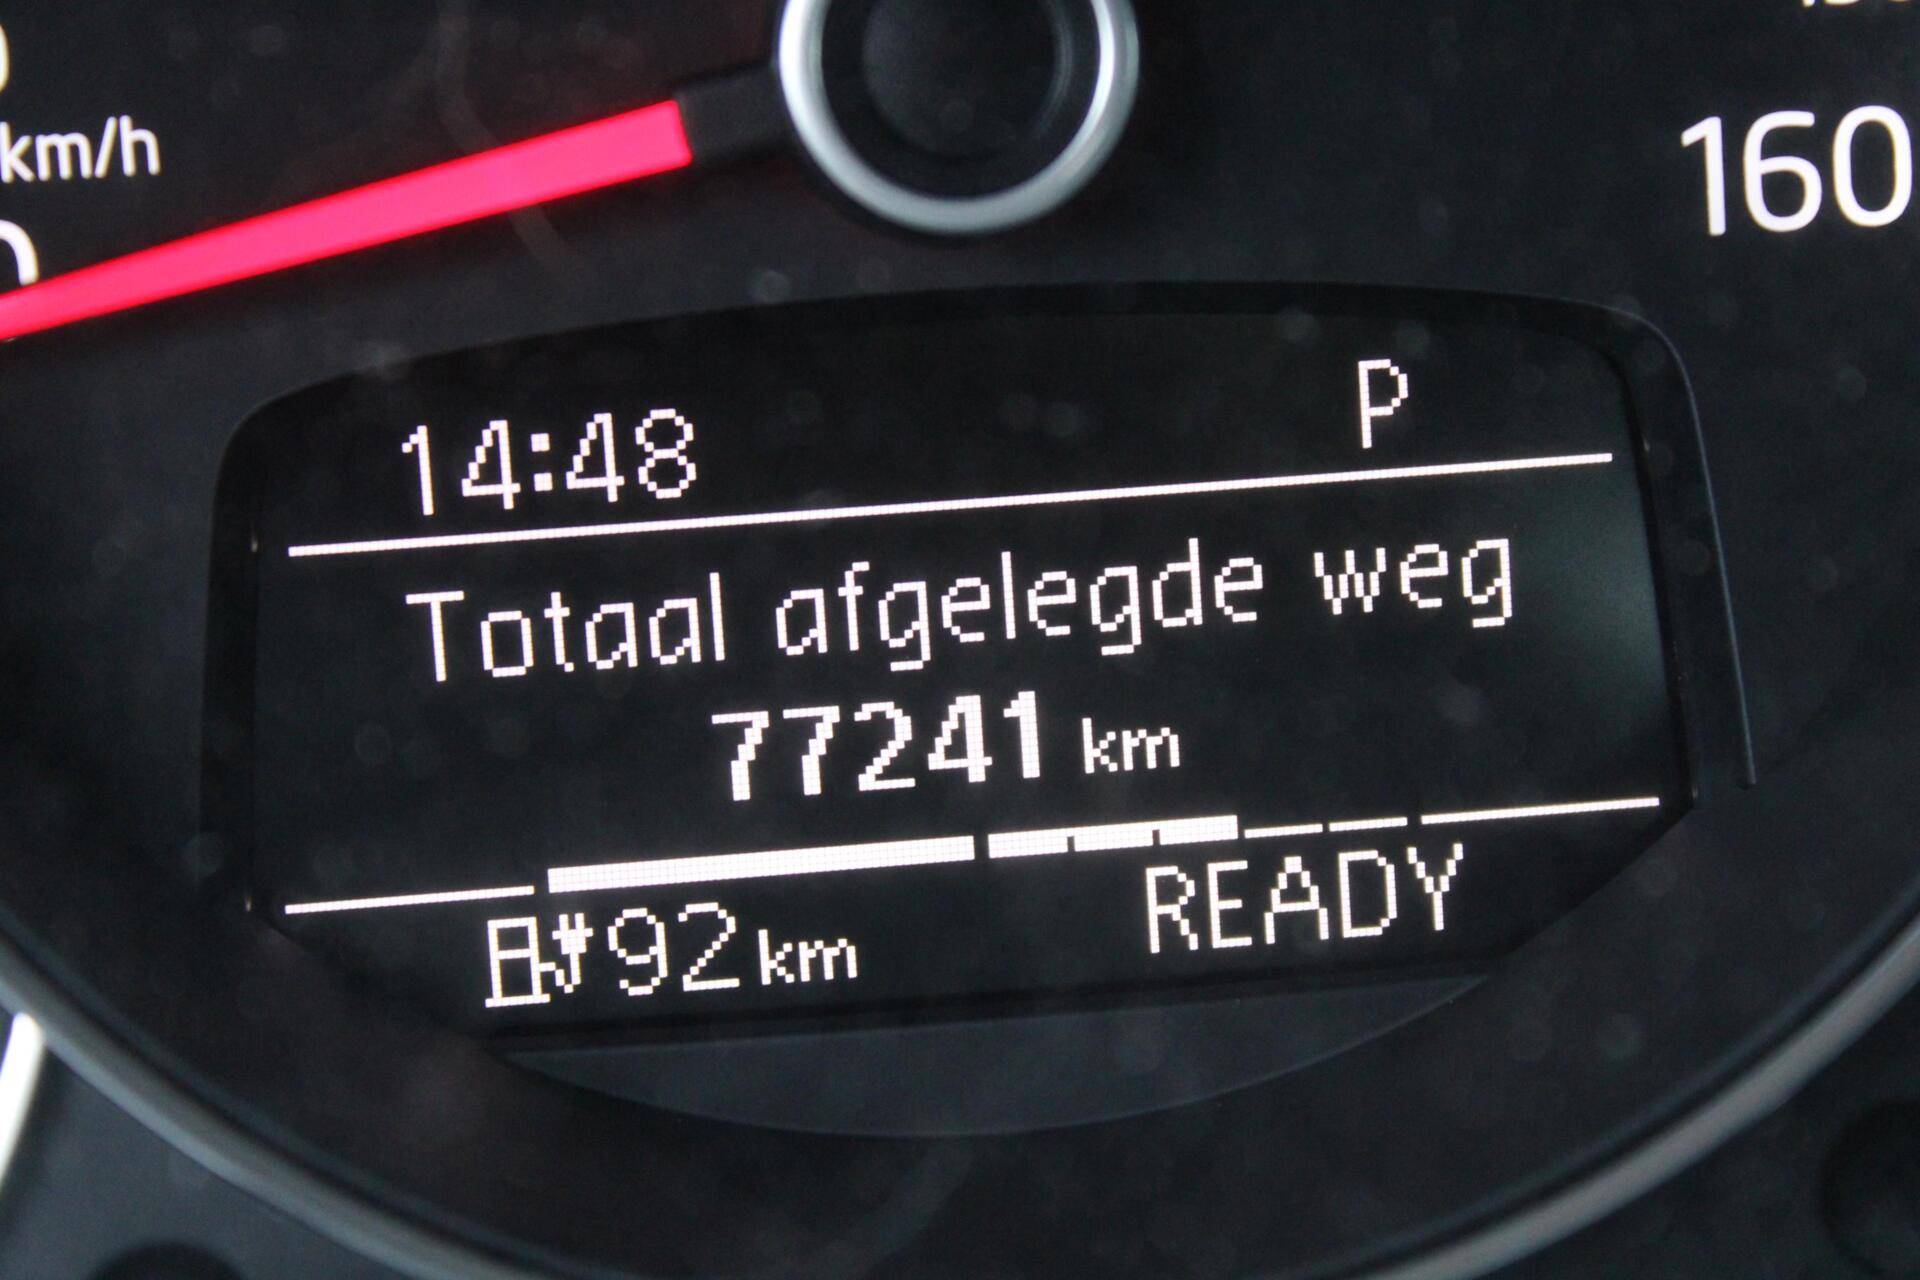 km/h
160
14:48 P
Totaal afgelegde weg
77241 km
92 km READY